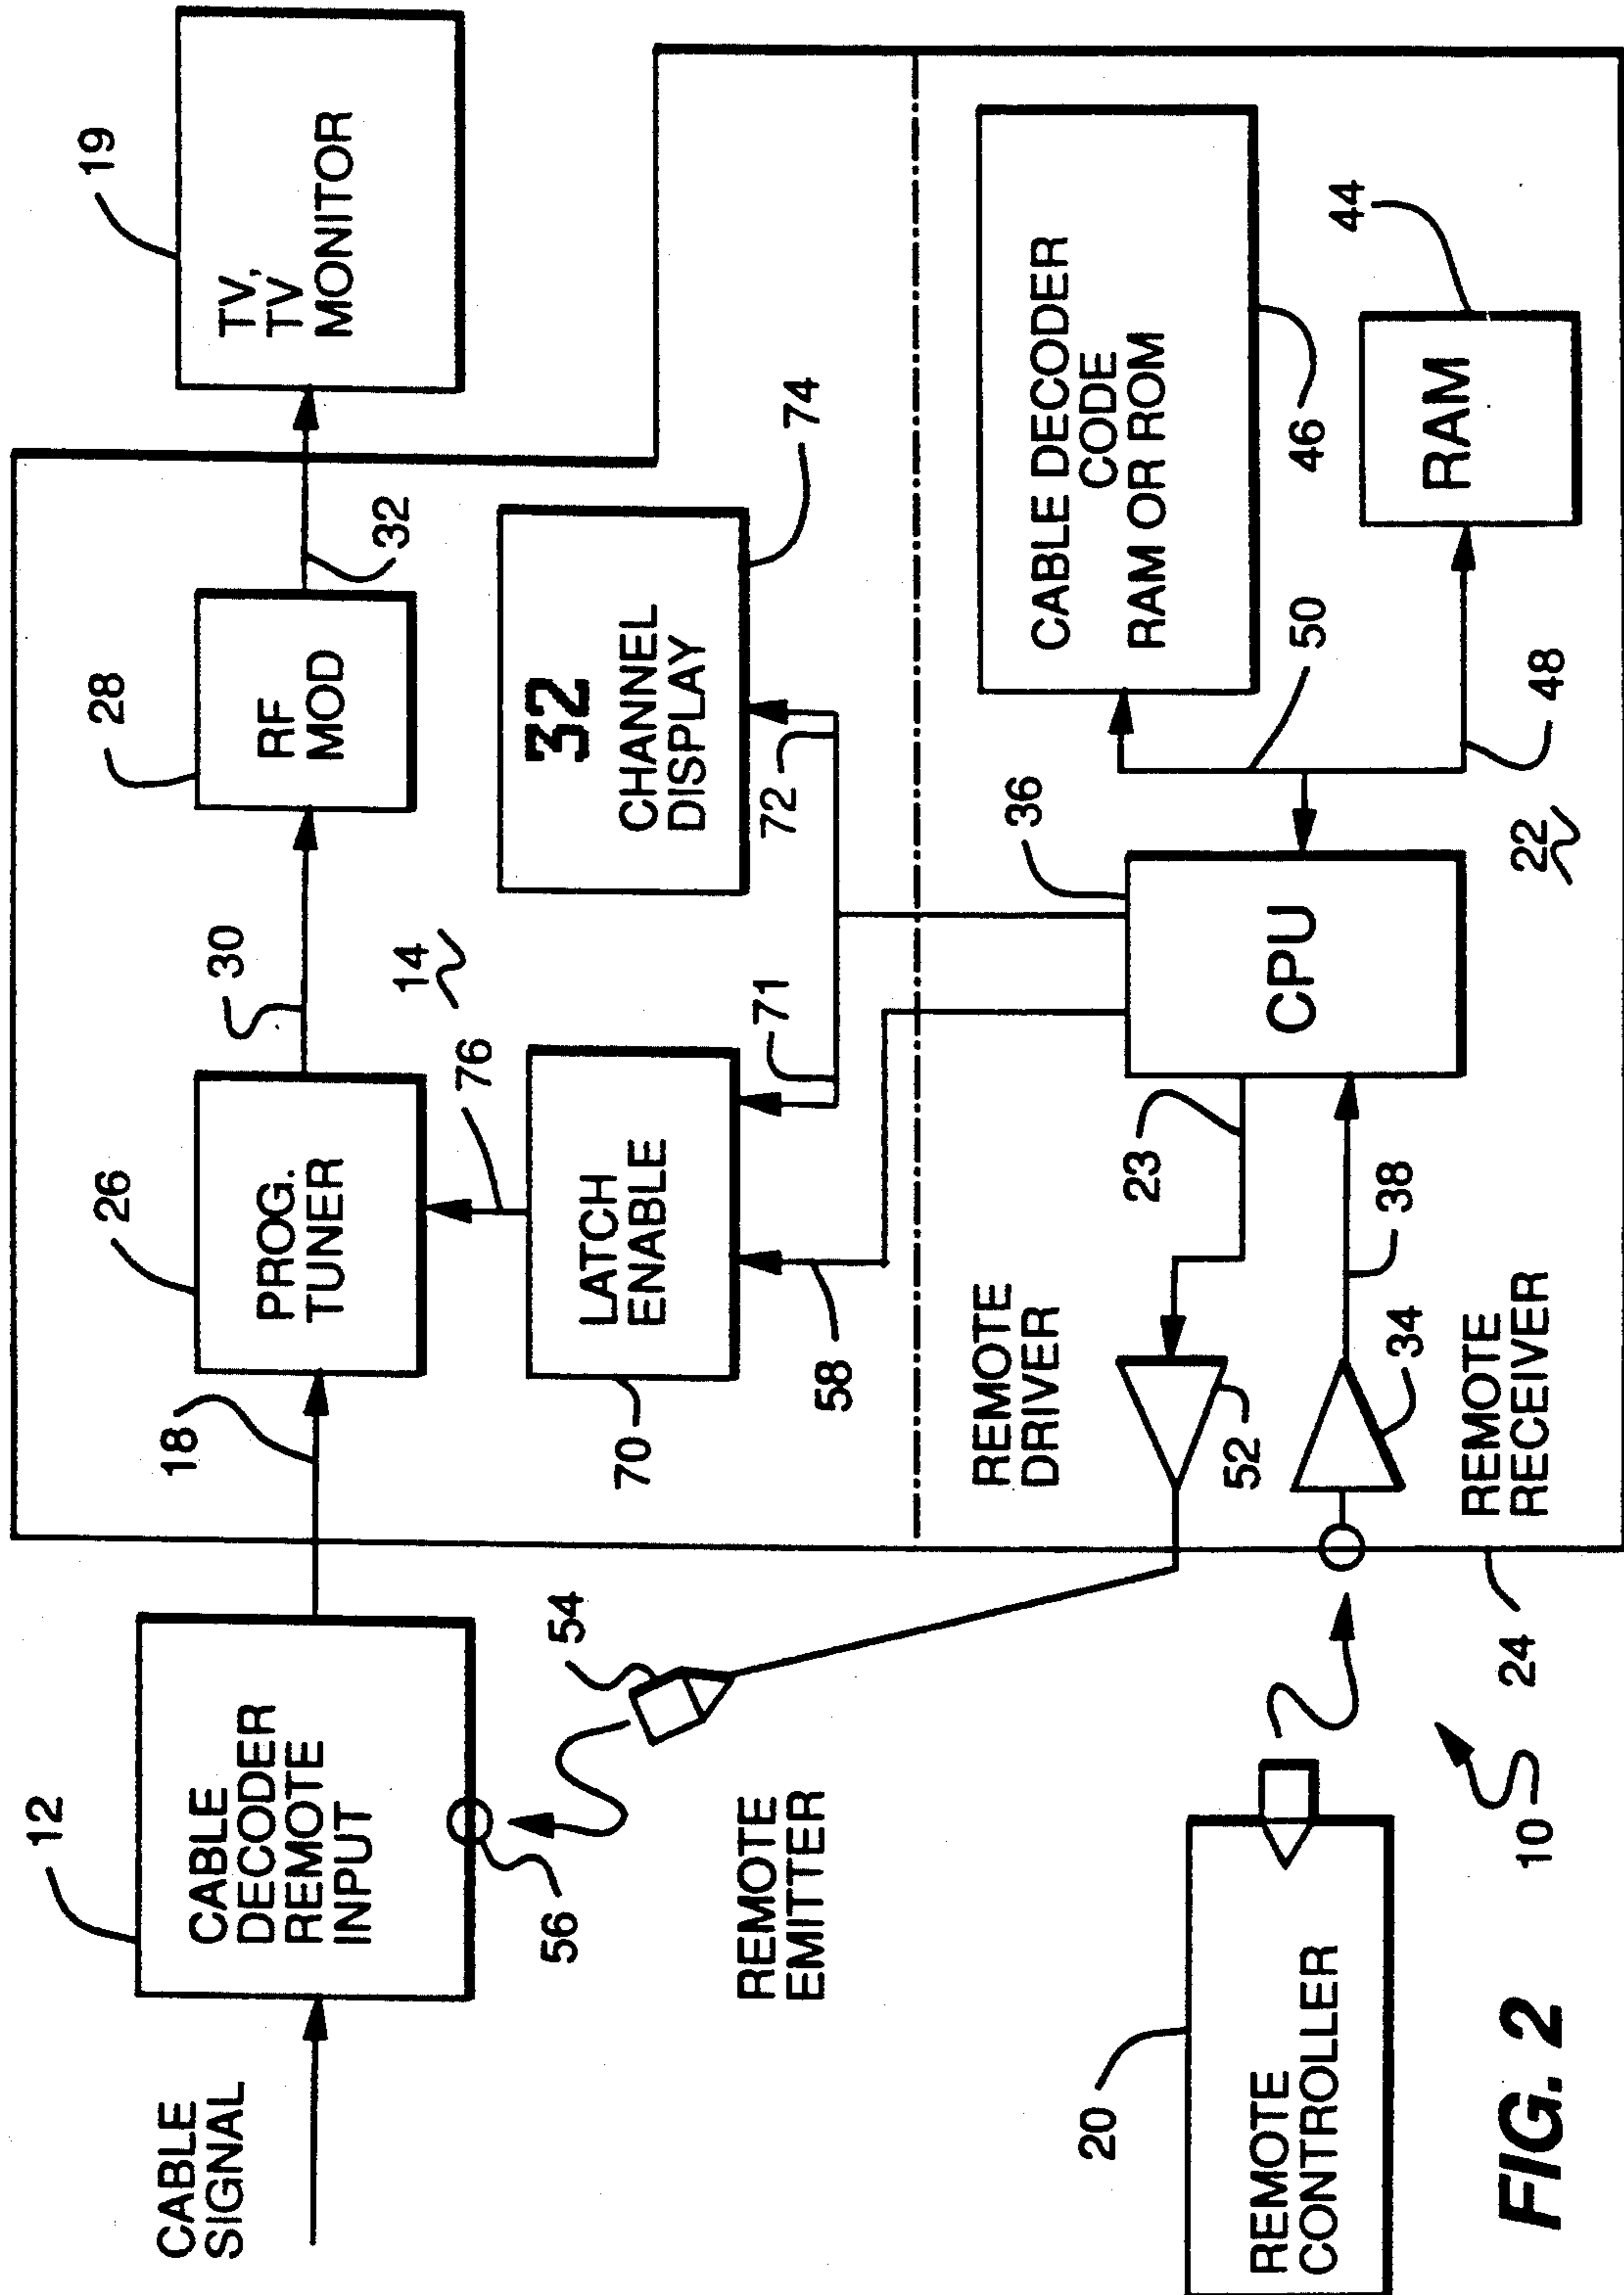 CABLE
SIGNAL
12
CABLE
DECODER
REMOTE
INPUT
56
54
REMOTE
EMITTER
18
26
PROG.
TUNER
30
28
RF
MOD
32
19
TV,
TV
MONITOR
76
14
70
LATCH
ENABLE
58
71
72
32
CHANNEL
DISPLAY
74
20
REMOTE
CONTROLLER
10
24
REMOTE
DRIVER
52
23
34
REMOTE
RECEIVER
38
36
CPU
22
50
48
CABLE DECODER
CODE
RAM OR ROM
46
RAM
44
FIG. 2